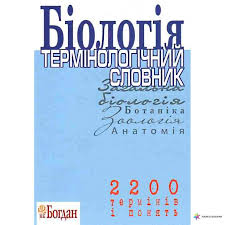 Біологія
ТЕРМІНОЛОГІЧНИЙ
СЛОВНИК
Загальна
біологія
Ботаніка
Зоологія
Анатомія
2200
термінів
і понять
Богдан